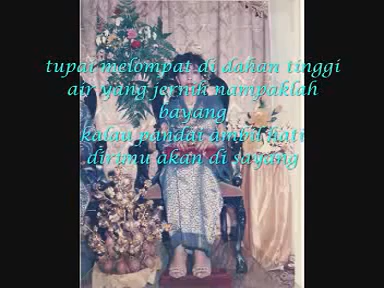 tupai melompat di dahan tinggi
air yang jernih nampaklah
bayang
kalau pandai ambil hati
dirimu akan di sayang